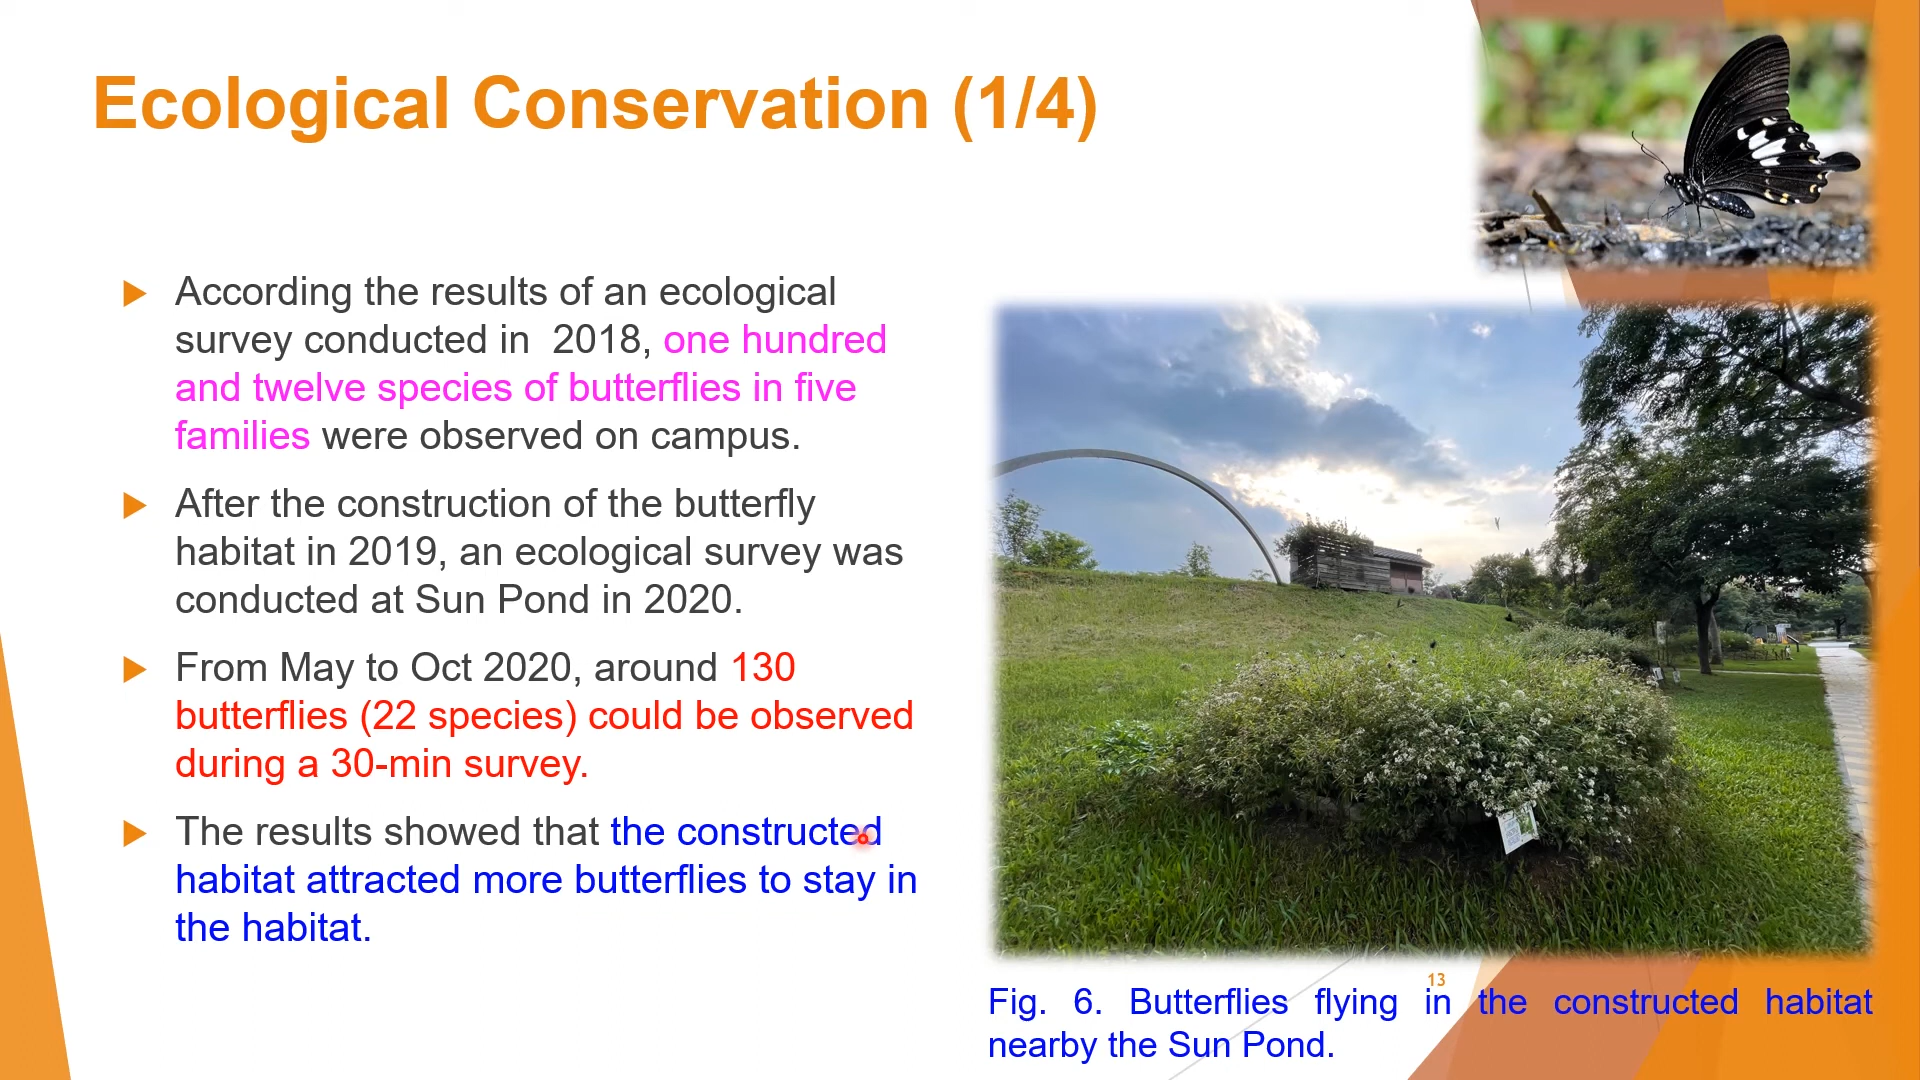 Ecological Conservation (1/4)
According the results of an ecological
survey conducted in  2018, one hundred
and twelve species of butterflies in five
families were observed on campus.
After the construction of the butterfly
habitat in 2019, an ecological survey was
conducted at Sun Pond in 2020.
From May to Oct 2020, around 130
butterflies (22 species) could be observed
during a 30-min survey.
The results showed that the constructed
habitat attracted more butterflies to stay in
the habitat.
13
Fig. 6. Butterflies flying in the constructed habitat
nearby the Sun Pond.